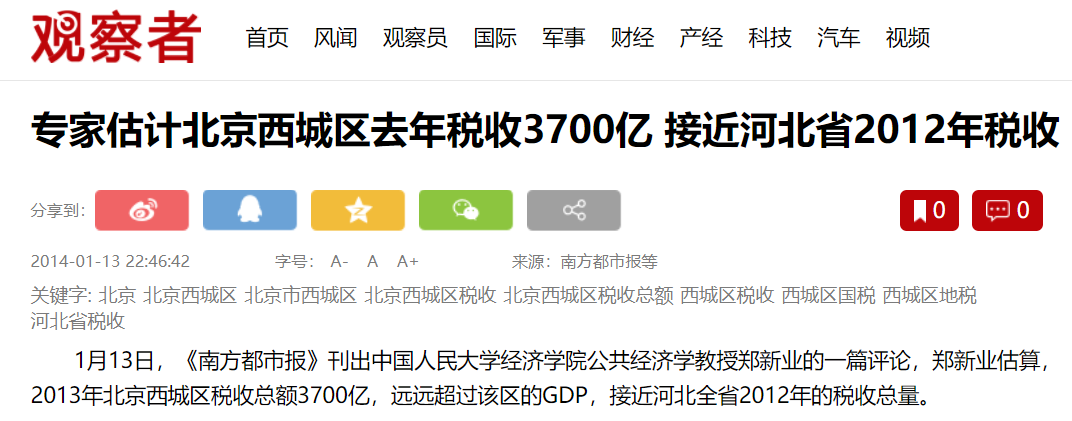 观察者 首页 风闻 观察员 国际 军事 财经 产经 科技 汽车 视频
专家估计北京西城区去年税收3700亿 接近河北省2012年税收
分享到: 0 0
2014-01-13 22:46:42 字号: A- A A+ 来源: 南方都市报等
关键字: 北京 北京西城区 北京市西城区 北京西城区税收 北京西城区税收总额 西城区税收 西城区国税 西城区地税
河北省税收
1月13日，《南方都市报》刊出中国人民大学经济学院公共经济学教授郑新业的一篇评论，郑新业估算，
2013年北京西城区税收总额3700亿，远远超过该区的GDP，接近河北全省2012年的税收总量。